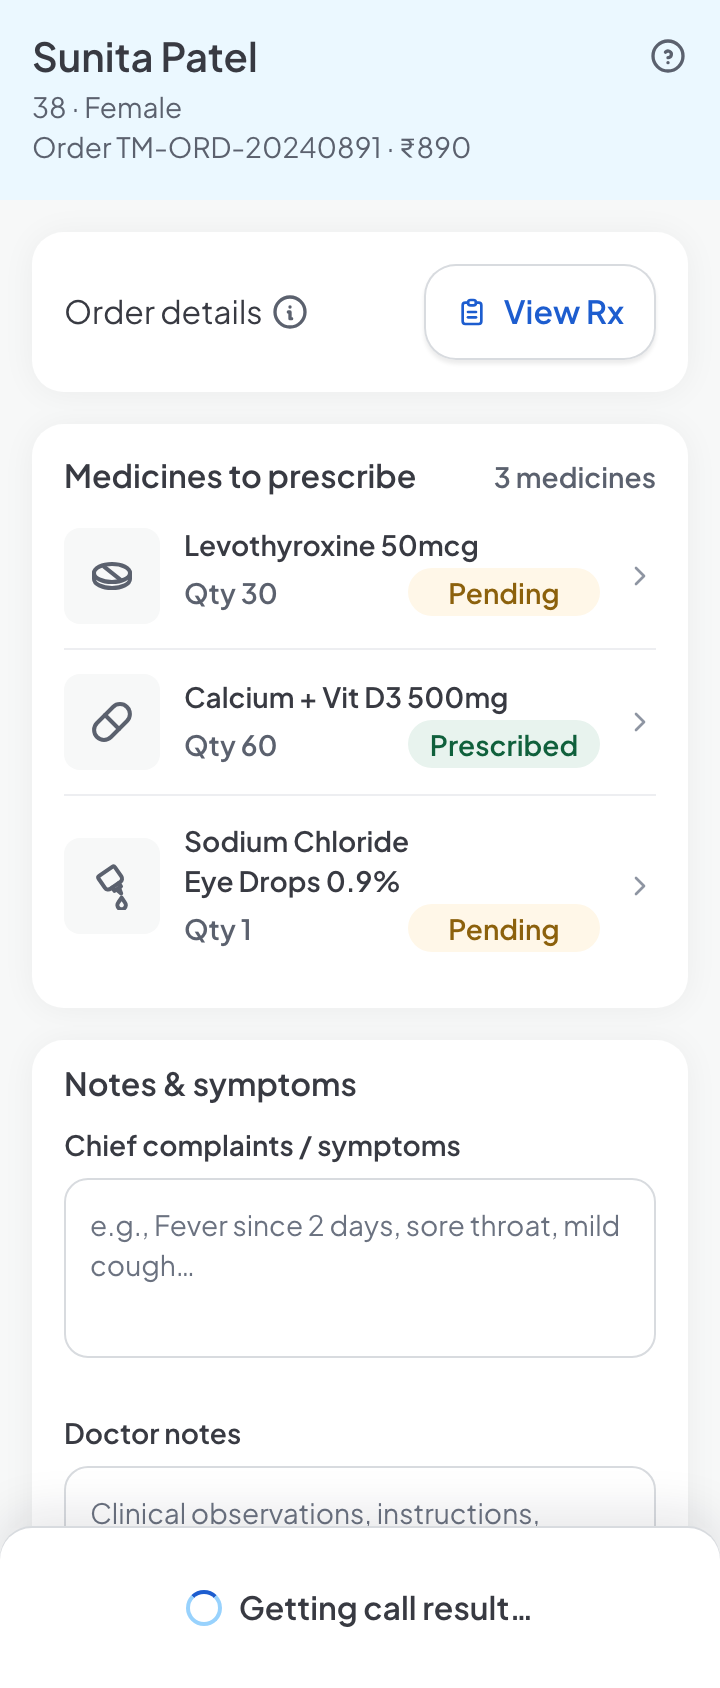 Sunita Patel
38 · Female
Order TM-ORD-20240891 · ₹890
Order details
View Rx
Medicines to prescribe
3 medicines
Levothyroxine 50mcg
Qty 30
Pending
Calcium + Vit D3 500mg
Qty 60
Prescribed
Sodium Chloride
Eye Drops 0.9%
Qty 1
Pending
Notes & symptoms
Chief complaints / symptoms
e.g., Fever since 2 days, sore throat, mild
cough…
Doctor notes
Clinical observations, instructions,
Getting call result…